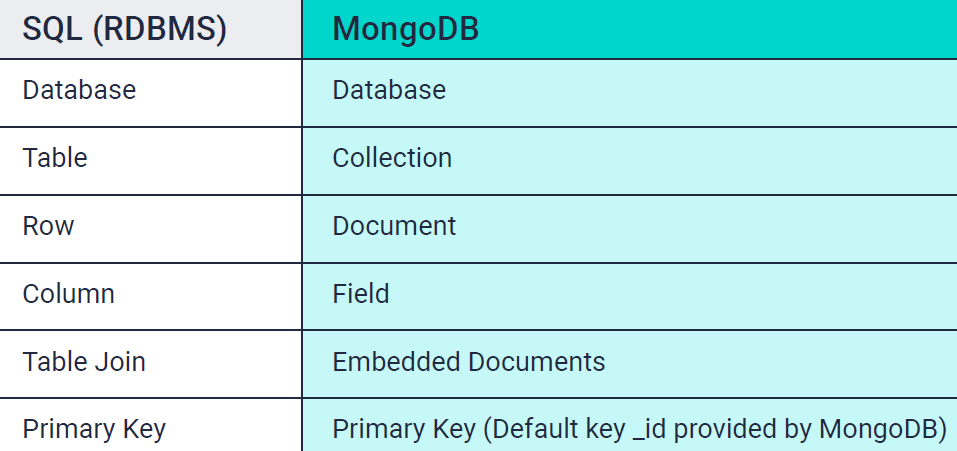 SQL (RDBMS) MongoDB
Database Database
Table Collection
Row Document
Column Field
Table Join Embedded Documents
Primary Key Primary Key (Default key _id provided by MongoDB)